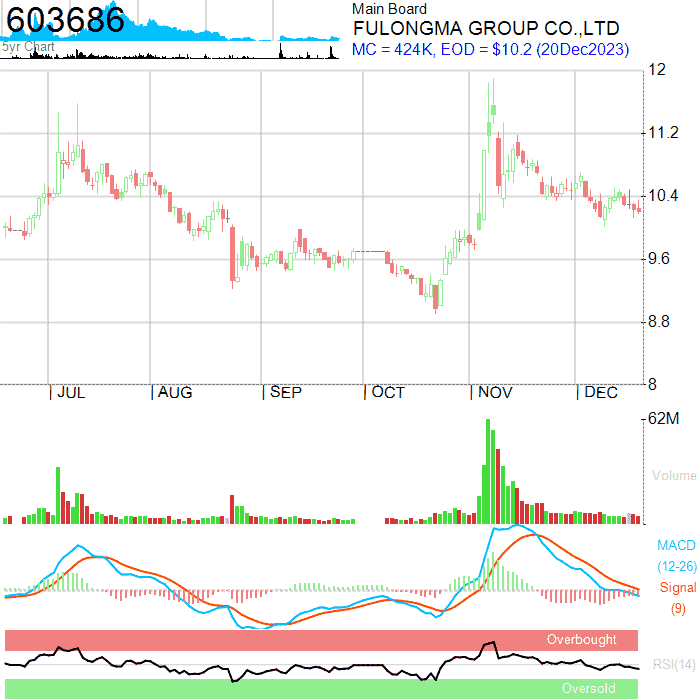 603686
5yr Chart
Main Board
FULONGMA GROUP CO.,LTD
MC = 424K, EOD = $10.2 (20Dec2023)
12
11.2
10.4
9.6
8.8
8
JUL
AUG
SEP
OCT
NOV
DEC
62M
Volume
MACD
(12-26)
Signal
(9)
Overbought
RSI(14)
Oversold